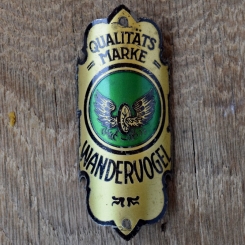 QUALITÄTS
= MARKE =
WANDERVOGEL